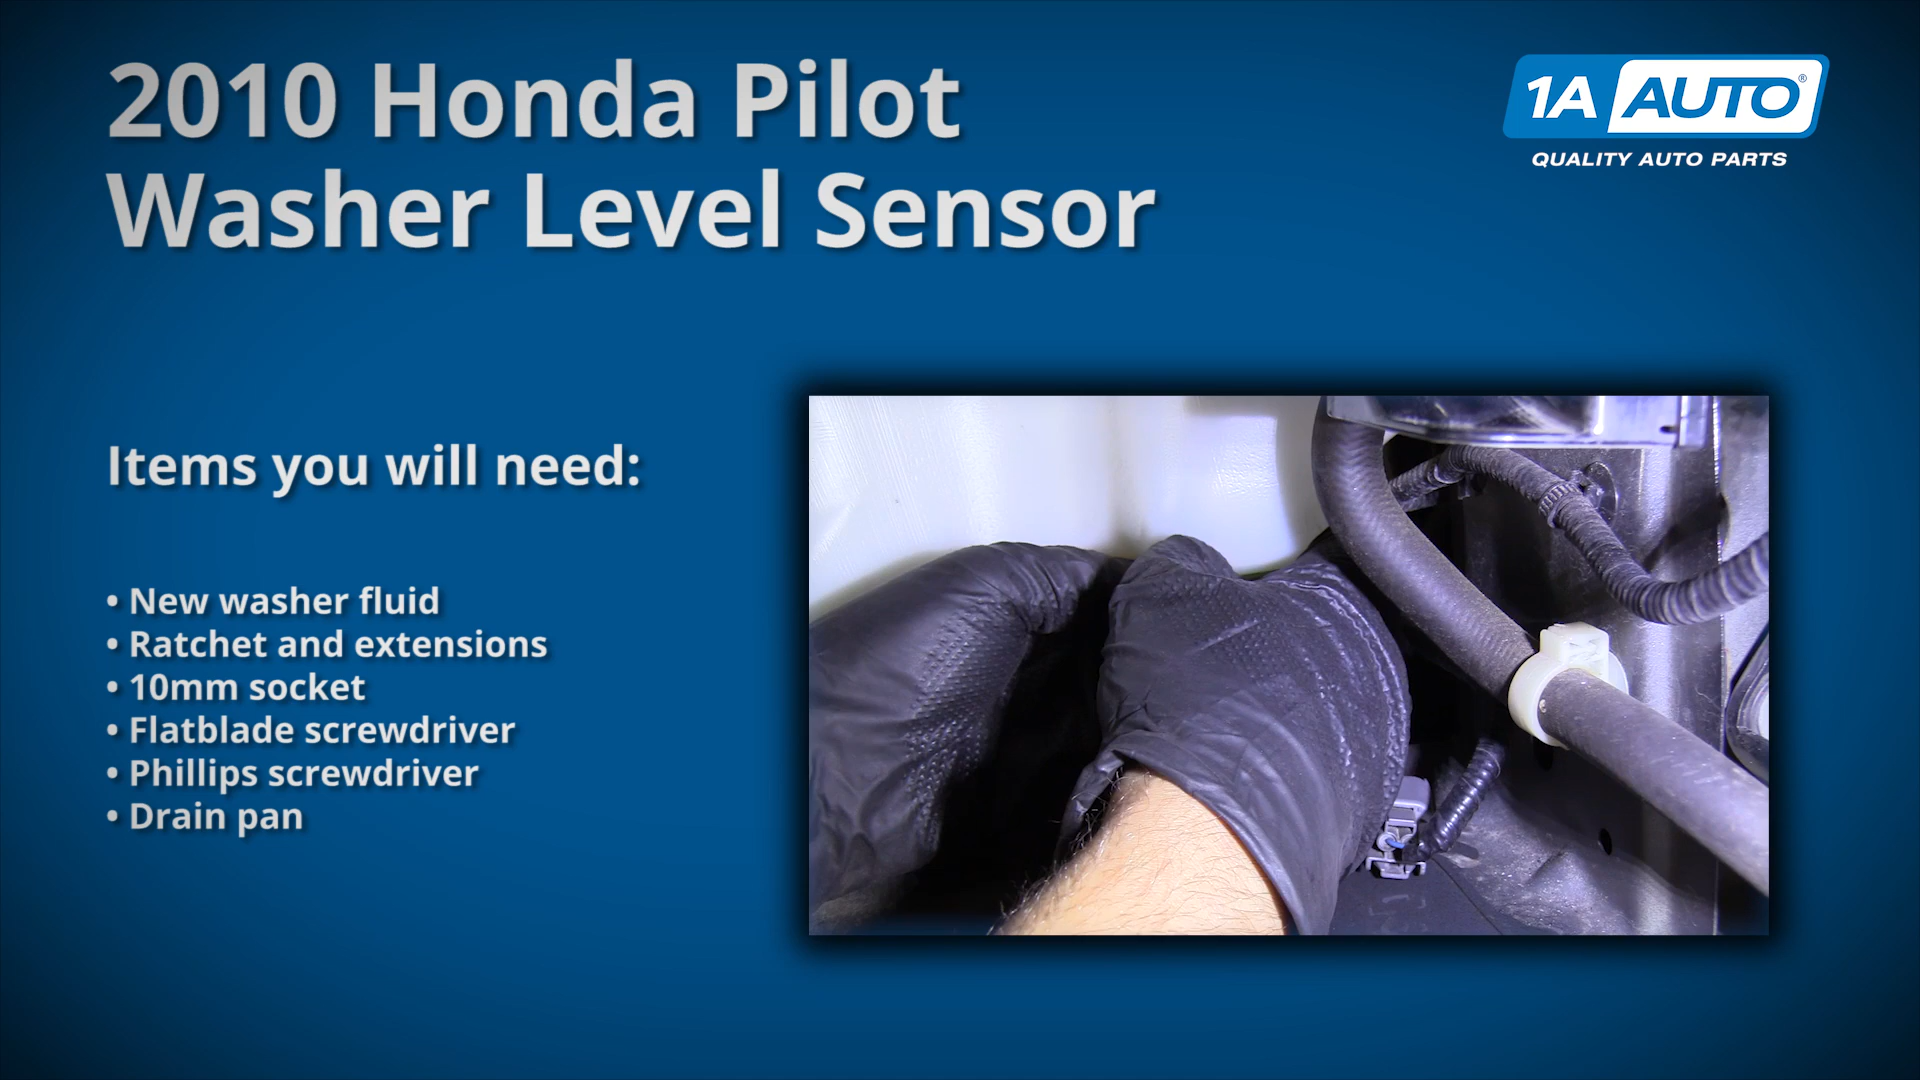 2010 Honda Pilot
Washer Level Sensor
1A AUTO®
QUALITY AUTO PARTS
Items you will need:
• New washer fluid
• Ratchet and extensions
• 10mm socket
• Flatblade screwdriver
• Phillips screwdriver
• Drain pan